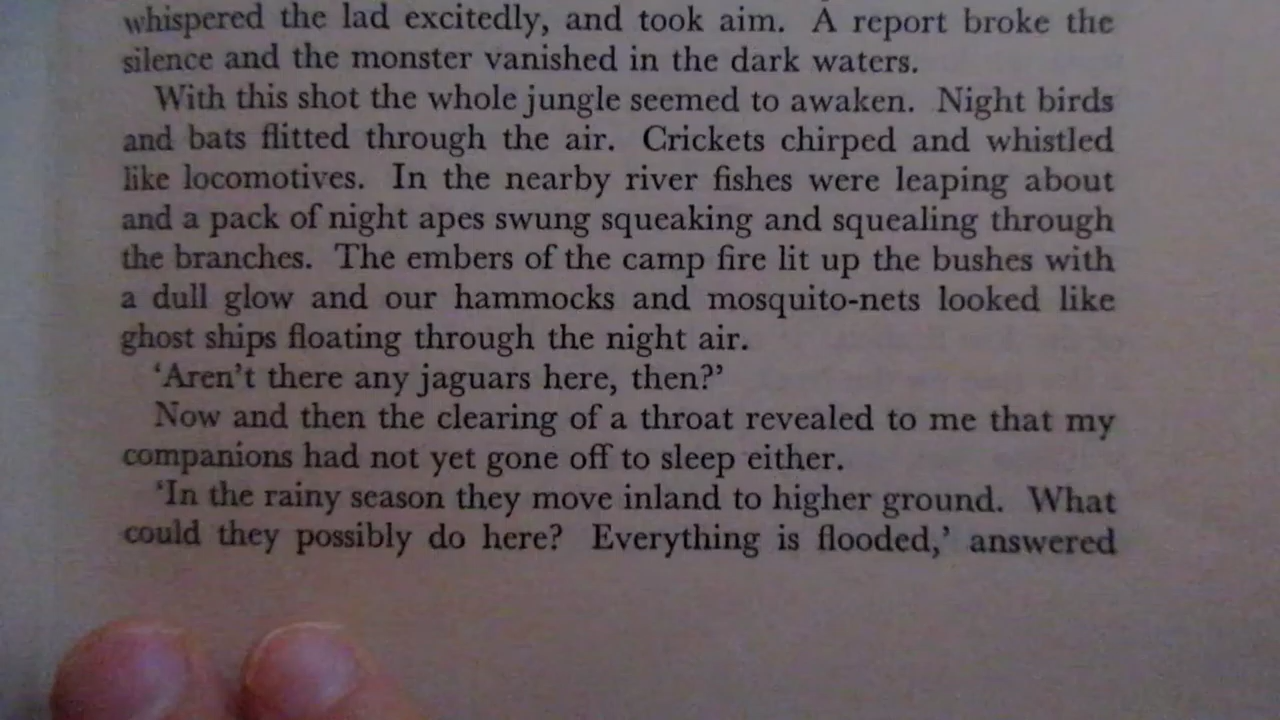 whispered the lad excitedly, and took aim. A report broke the
silence and the monster vanished in the dark waters.
With this shot the whole jungle seemed to awaken. Night birds
and bats flitted through the air. Crickets chirped and whistled
like locomotives. In the nearby river fishes were leaping about
and a pack of night apes swung squeaking and squealing through
the branches. The embers of the camp fire lit up the bushes with
a dull glow and our hammocks and mosquito-nets looked like
ghost ships floating through the night air.
‘Aren’t there any jaguars here, then?’
Now and then the clearing of a throat revealed to me that my
companions had not yet gone off to sleep either.
‘In the rainy season they move inland to higher ground. What
could they possibly do here? Everything is flooded,’ answered